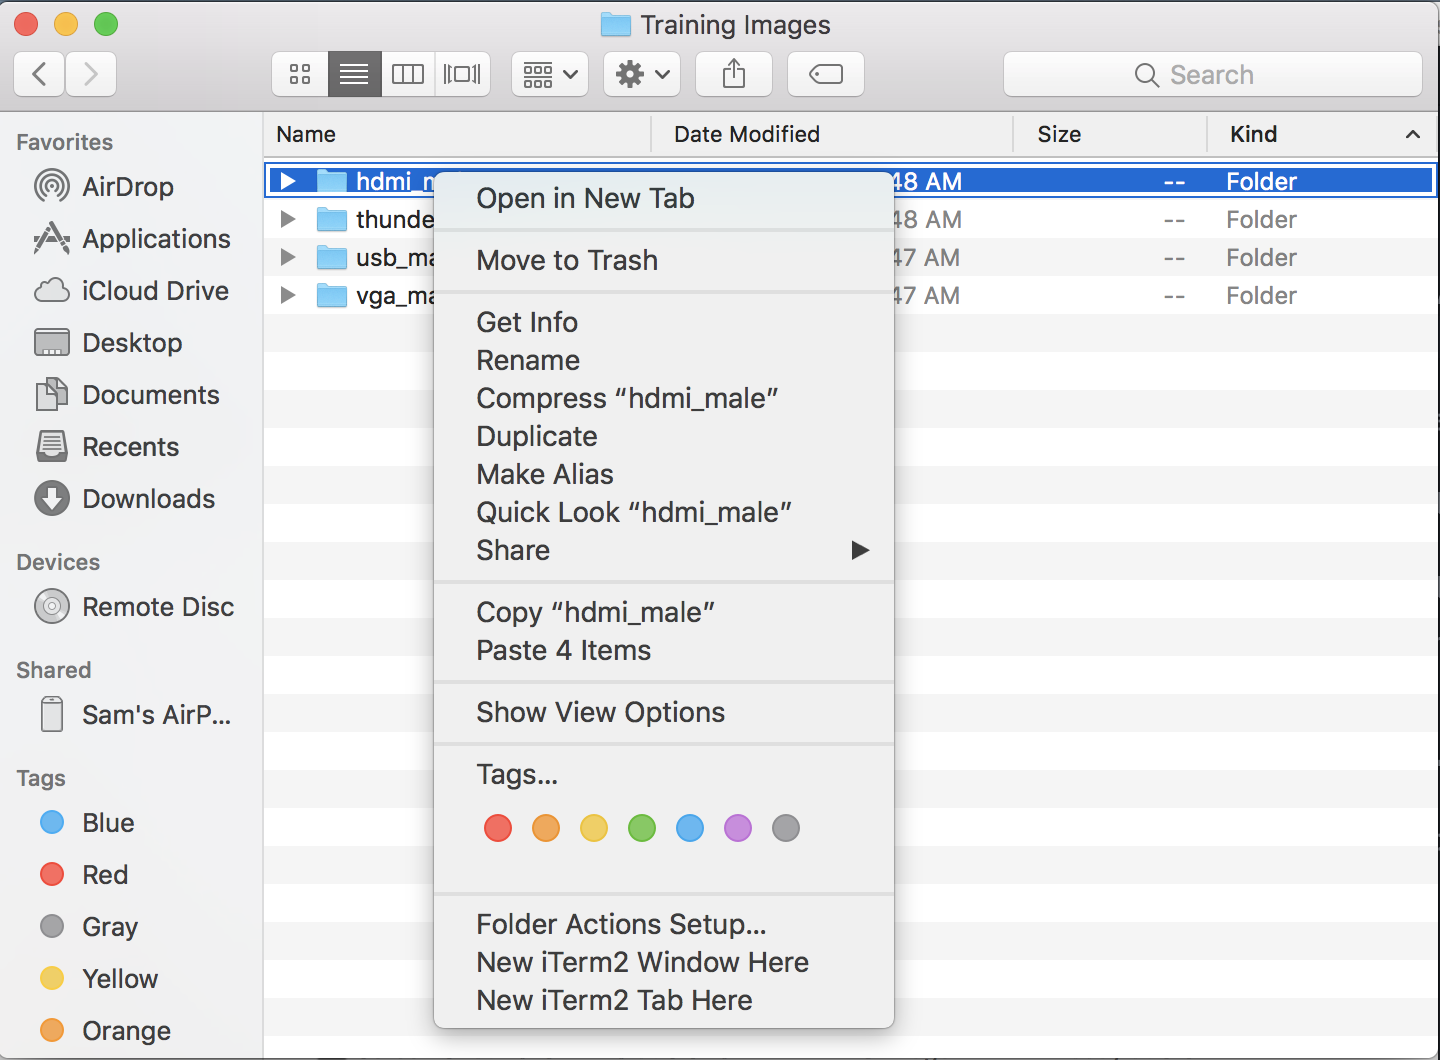 Training Images
Search
Name Date Modified Size Kind
Favorites
AirDrop
Applications
iCloud Drive
Desktop
Documents
Recents
Downloads
Devices
Remote Disc
Shared
Sam's AirP...
Tags
Blue
Red
Gray
Yellow
Orange
hdmi_m 48 AM -- Folder
thunde 48 AM -- Folder
usb_ma 47 AM -- Folder
vga_ma 47 AM -- Folder
Open in New Tab
Move to Trash
Get Info
Rename
Compress “hdmi_male”
Duplicate
Make Alias
Quick Look “hdmi_male”
Share
Copy “hdmi_male”
Paste 4 Items
Show View Options
Tags...
Folder Actions Setup...
New iTerm2 Window Here
New iTerm2 Tab Here